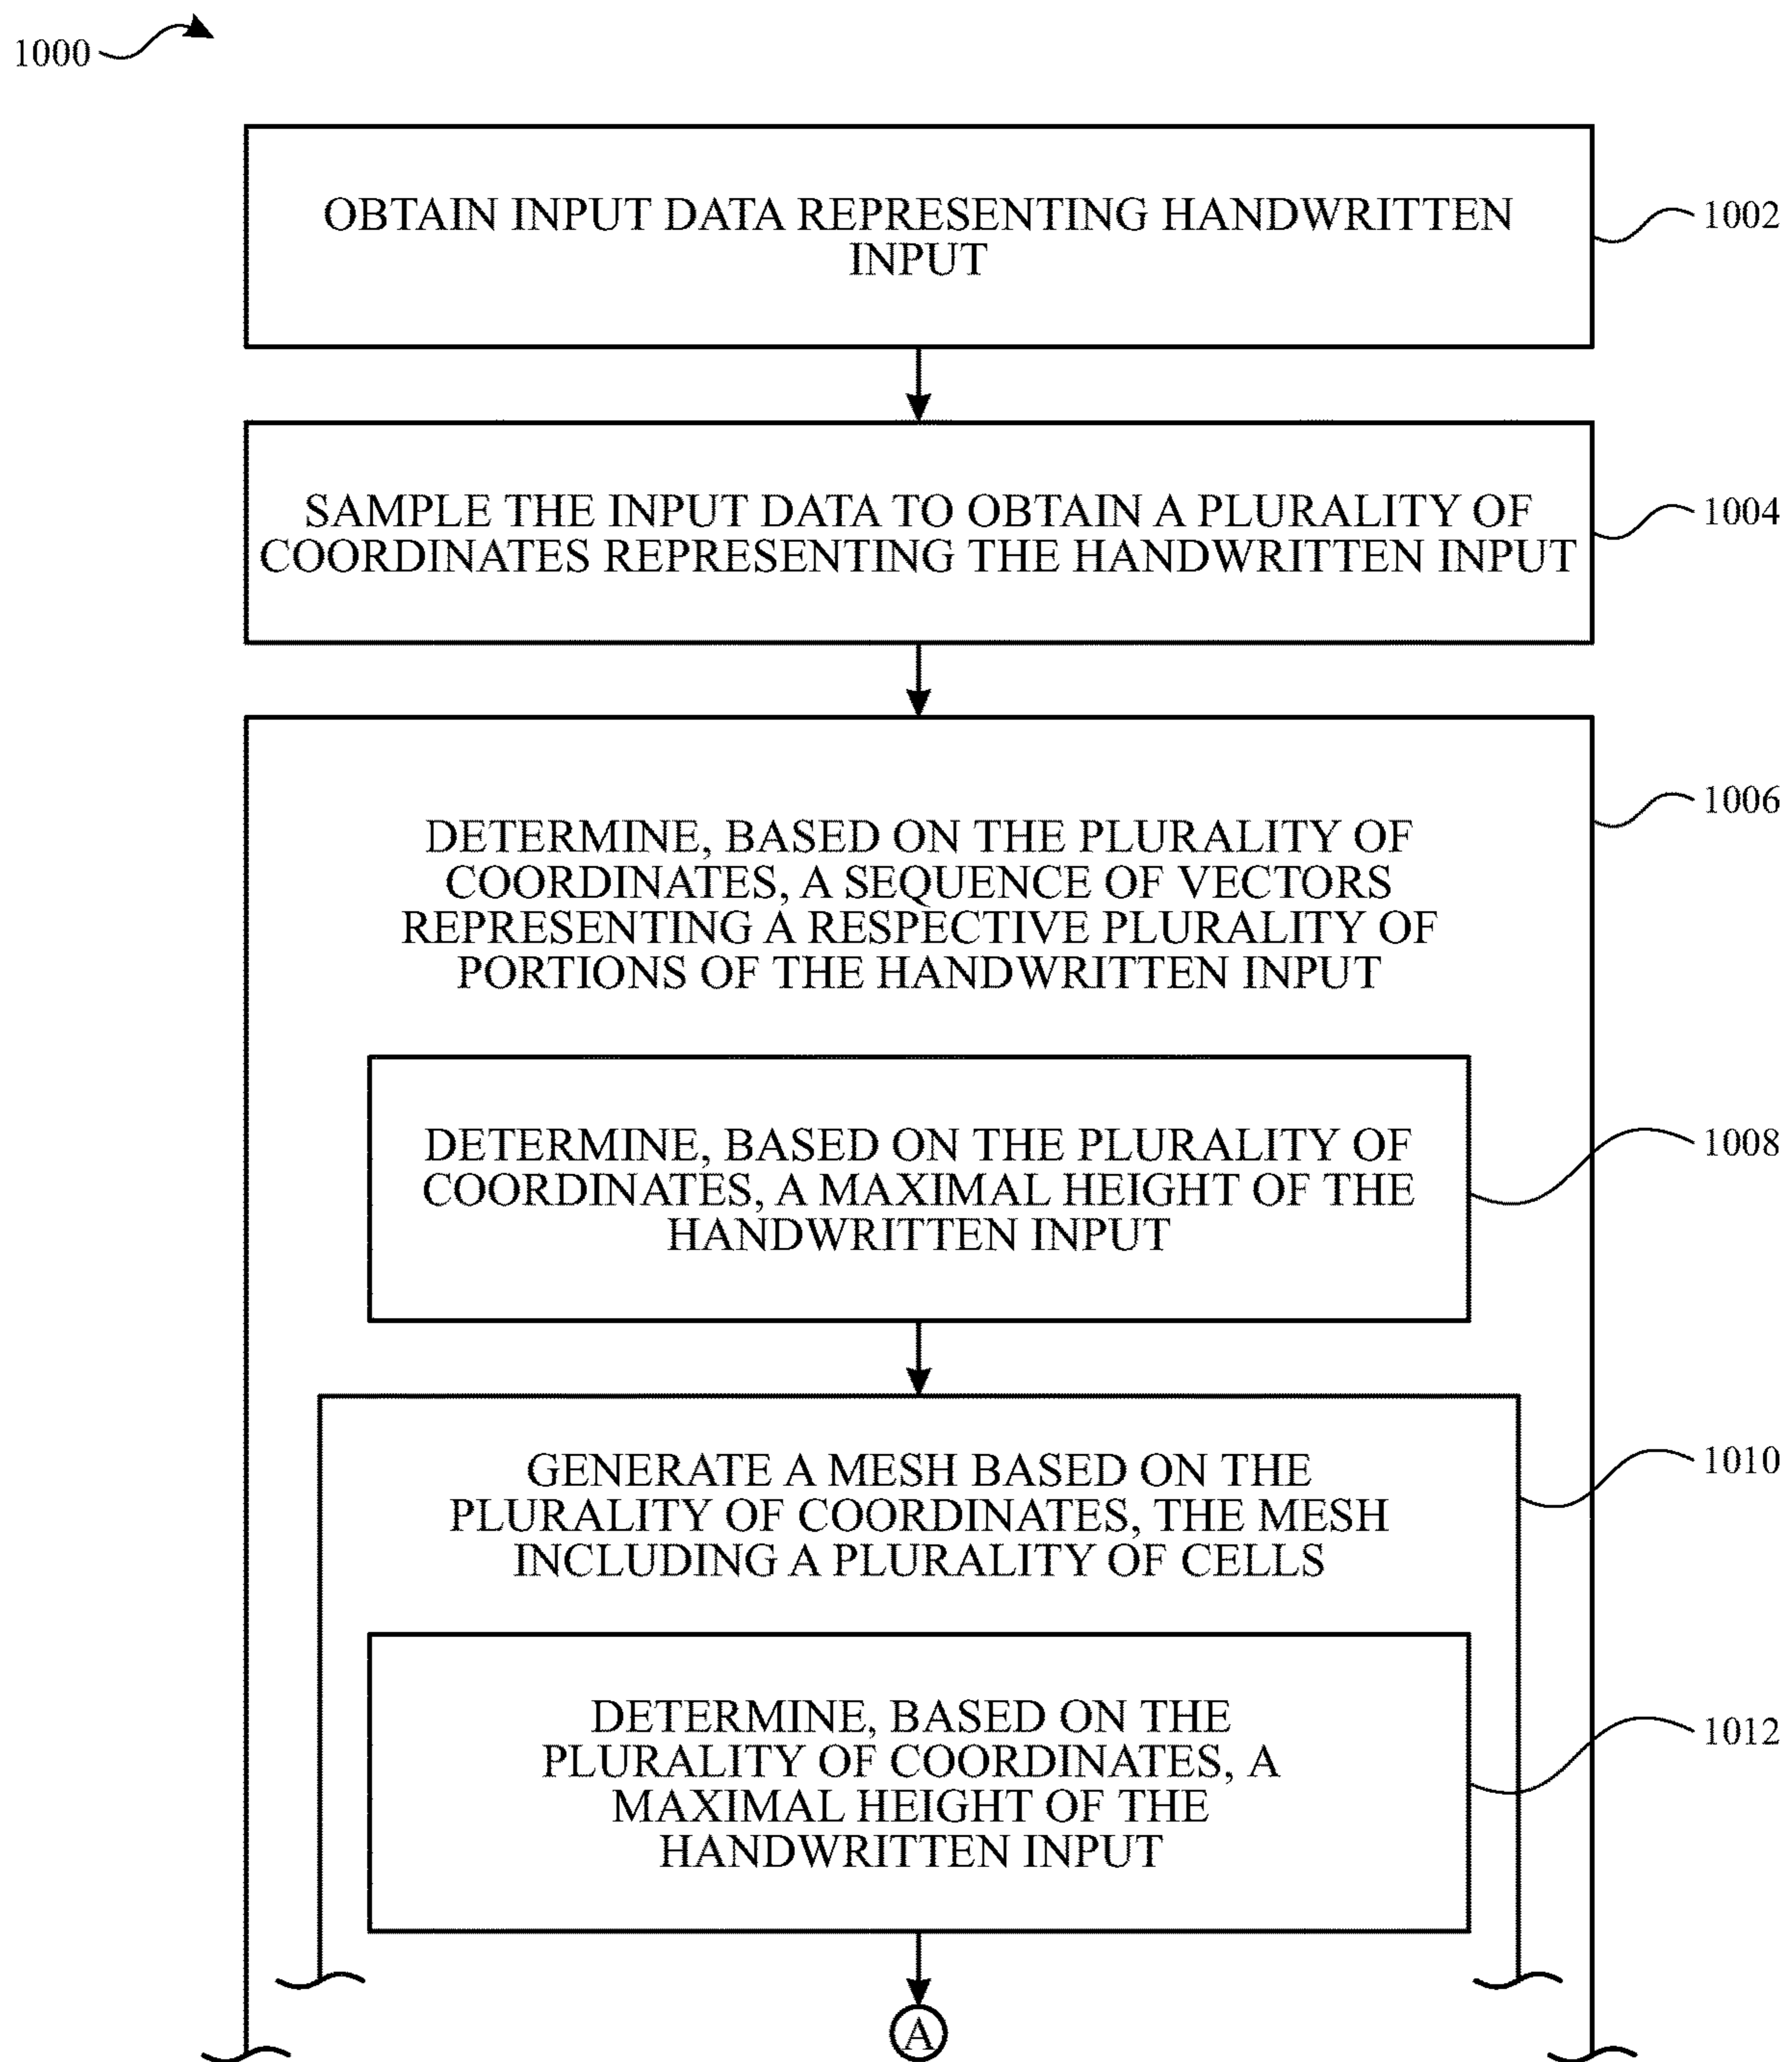 1000
OBTAIN INPUT DATA REPRESENTING HANDWRITTEN
INPUT
1002
SAMPLE THE INPUT DATA TO OBTAIN A PLURALITY OF
COORDINATES REPRESENTING THE HANDWRITTEN INPUT
1004
DETERMINE, BASED ON THE PLURALITY OF
COORDINATES, A SEQUENCE OF VECTORS
REPRESENTING A RESPECTIVE PLURALITY OF
PORTIONS OF THE HANDWRITTEN INPUT
1006
DETERMINE, BASED ON THE PLURALITY OF
COORDINATES, A MAXIMAL HEIGHT OF THE
HANDWRITTEN INPUT
1008
GENERATE A MESH BASED ON THE
PLURALITY OF COORDINATES, THE MESH
INCLUDING A PLURALITY OF CELLS
1010
DETERMINE, BASED ON THE
PLURALITY OF COORDINATES, A
MAXIMAL HEIGHT OF THE
HANDWRITTEN INPUT
1012
A